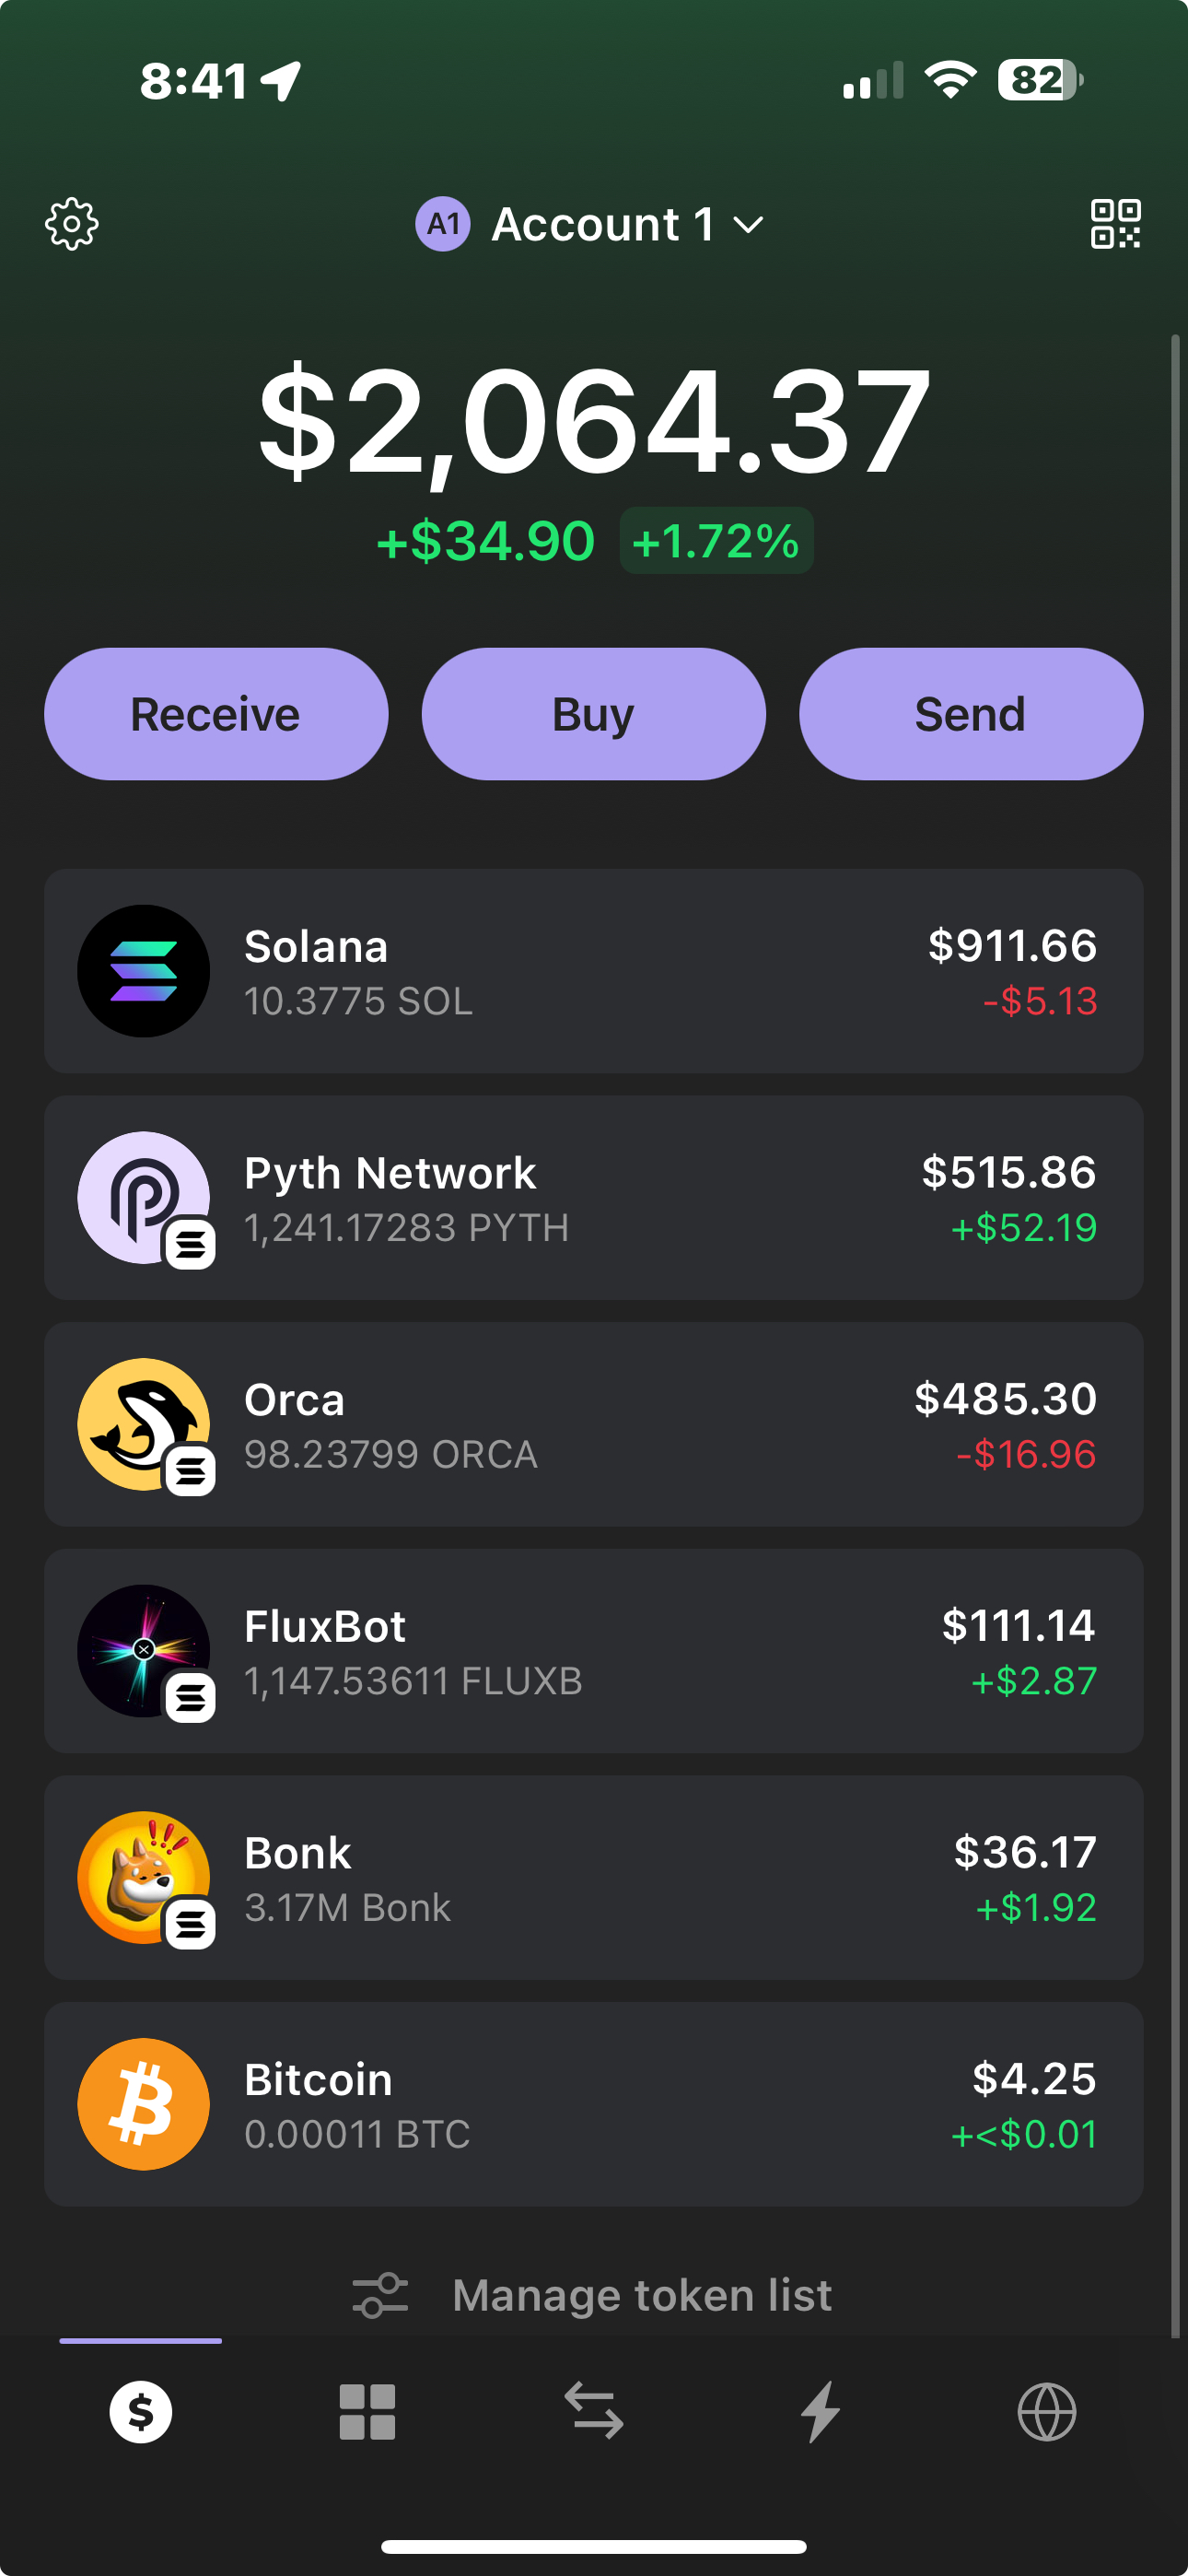 8:41
82
A1 Account 1
$2,064.37
+$34.90 +1.72%
Receive Buy Send
Solana $911.66
10.3775 SOL -$5.13
Pyth Network $515.86
1,241.17283 PYTH +$52.19
Orca $485.30
98.23799 ORCA -$16.96
FluxBot $111.14
1,147.53611 FLUXB +$2.87
Bonk $36.17
3.17M Bonk +$1.92
Bitcoin $4.25
0.00011 BTC +<$0.01
Manage token list